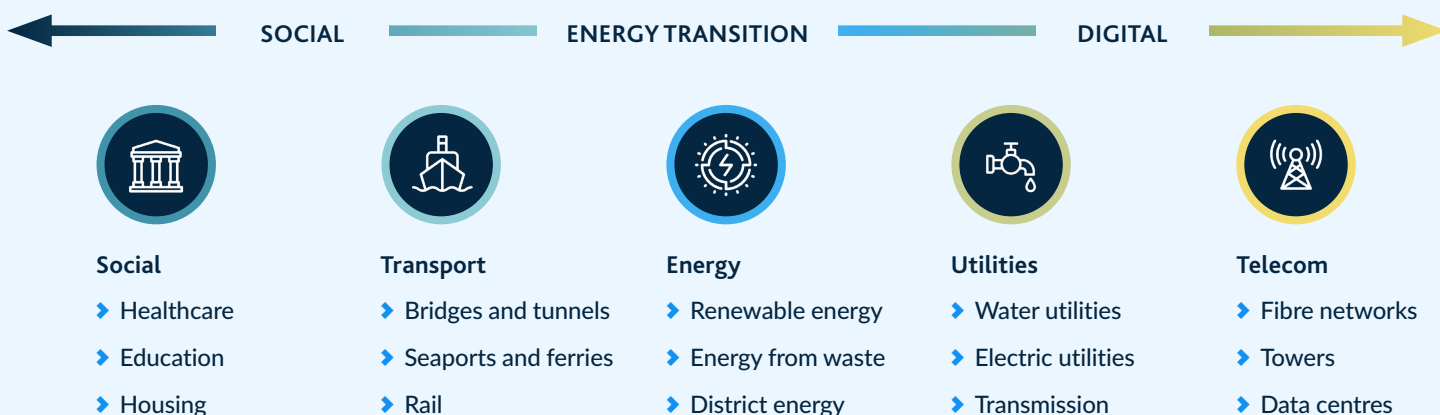 SOCIAL
ENERGY TRANSITION
DIGITAL
Social
Healthcare
Education
Housing
Transport
Bridges and tunnels
Seaports and ferries
Rail
Energy
Renewable energy
Energy from waste
District energy
Utilities
Water utilities
Electric utilities
Transmission
Telecom
Fibre networks
Towers
Data centres